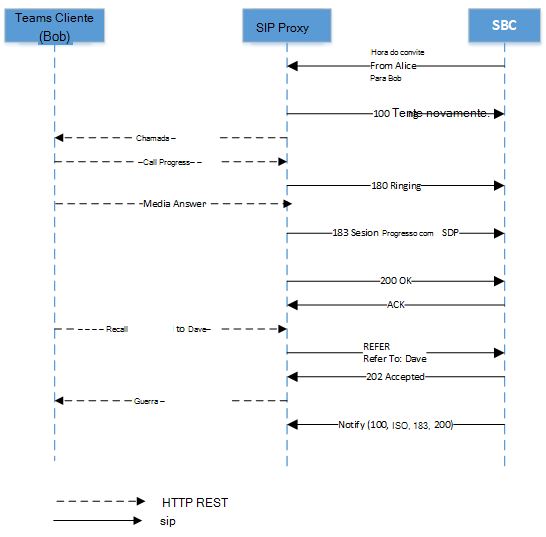 Teams Cliente
(Bob)
SIP Proxy
SBC
Hora do convite
From Alice
Para Bob
100 Tente novamente.
Chamada
Call Progress
180 Ringing
Media Answer
183 Sesion Progresso com SDP
200 OK
ACK
Recall to Dave
REFER
Refer To: Dave
202 Accepted
Guerra
Notify (100, ISO, 183, 200)
HTTP REST
sip